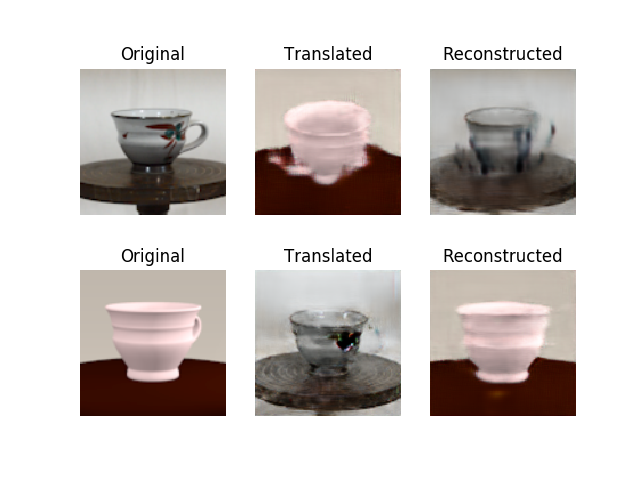 Original
Translated
Reconstructed
Original
Translated
Reconstructed